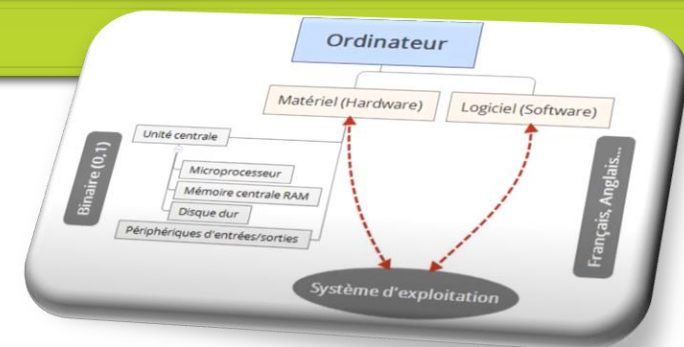 Ordinateur
Matériel (Hardware)
Logiciel (Software)
Unité centrale
Microprocesseur
Mémoire centrale RAM
Disque dur
Périphériques d'entrées/sorties
Binaire (0,1)
Français, Anglais...
Système d'exploitation